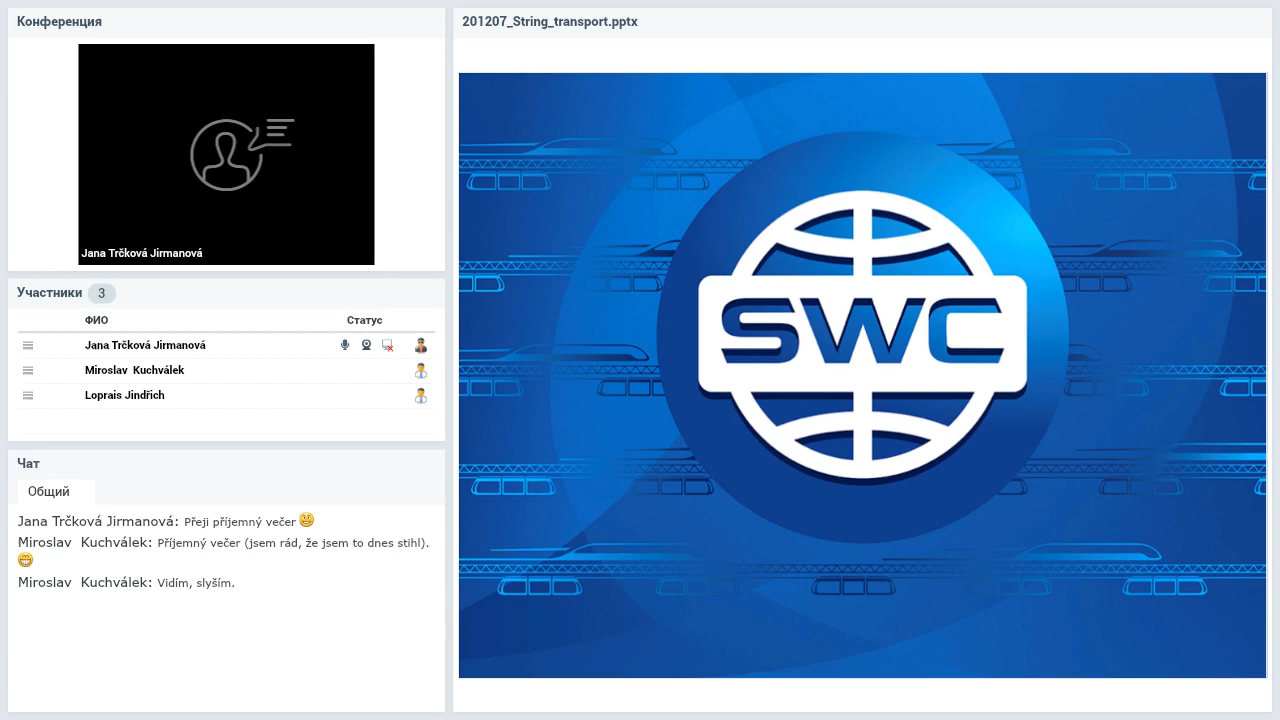 Конференция
Jana Trčková Jirmanová
Участники 3
ФИО Статус
Jana Trčková Jirmanová
Miroslav  Kuchválek
Loprais Jindřich
Чат
Общий
Jana Trčková Jirmanová: Přeji příjemný večer
Miroslav  Kuchválek: Příjemný večer (jsem rád, že jsem to dnes stihl).
Miroslav  Kuchválek: Vidím, slyším.
201207_String_transport.pptx
SWC